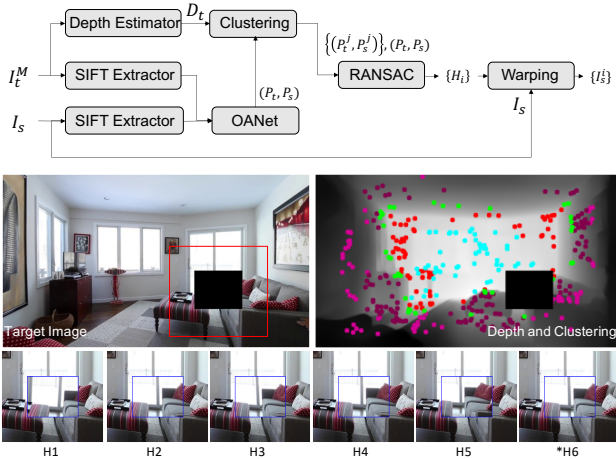 Depth Estimator
D_t
Clustering
{(P_t^j, P_s^j)}, (P_t, P_s)
I_t^M
SIFT Extractor
RANSAC
{H_i}
Warping
{I_s^i}
(P_t, P_s)
I_s
I_s
SIFT Extractor
OANet
Target Image
Depth and Clustering
H1
H2
H3
H4
H5
*H6